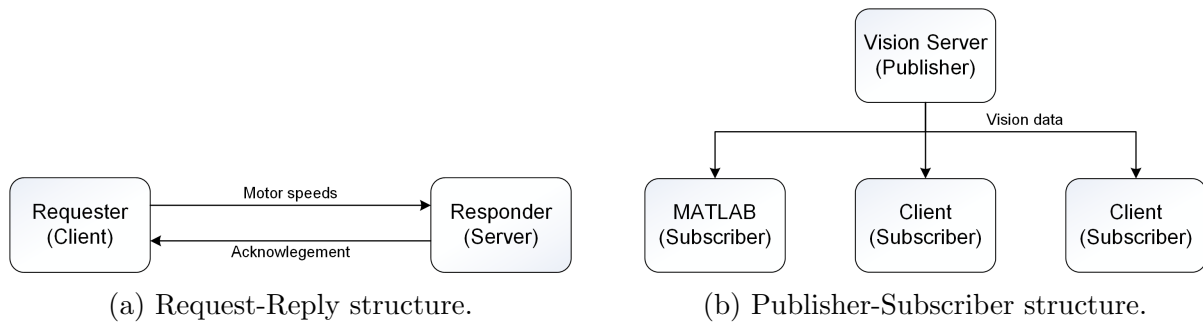 Requester
(Client)
Motor speeds
Acknowlegement
Responder
(Server)
(a) Request-Reply structure.
Vision Server
(Publisher)
Vision data
MATLAB
(Subscriber)
Client
(Subscriber)
Client
(Subscriber)
(b) Publisher-Subscriber structure.